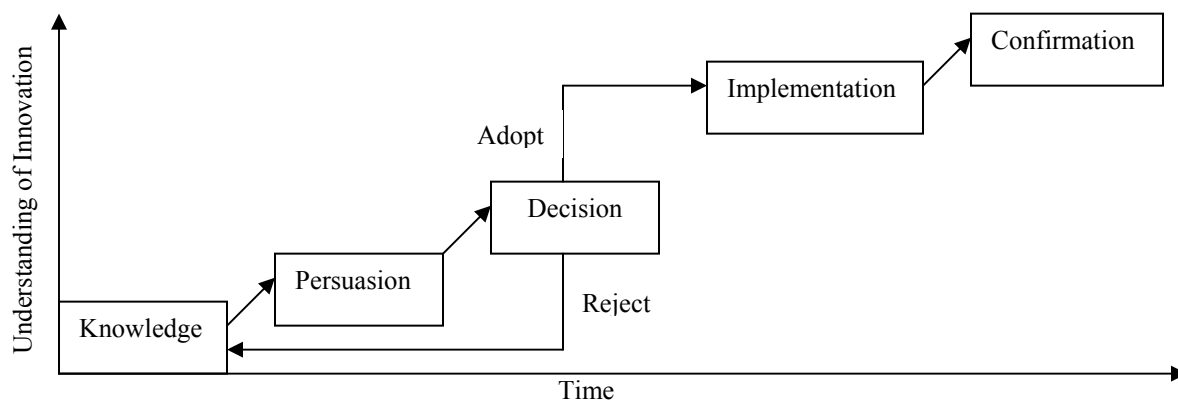 Understanding of Innovation
Confirmation
Implementation
Adopt
Decision
Persuasion
Reject
Knowledge
Time